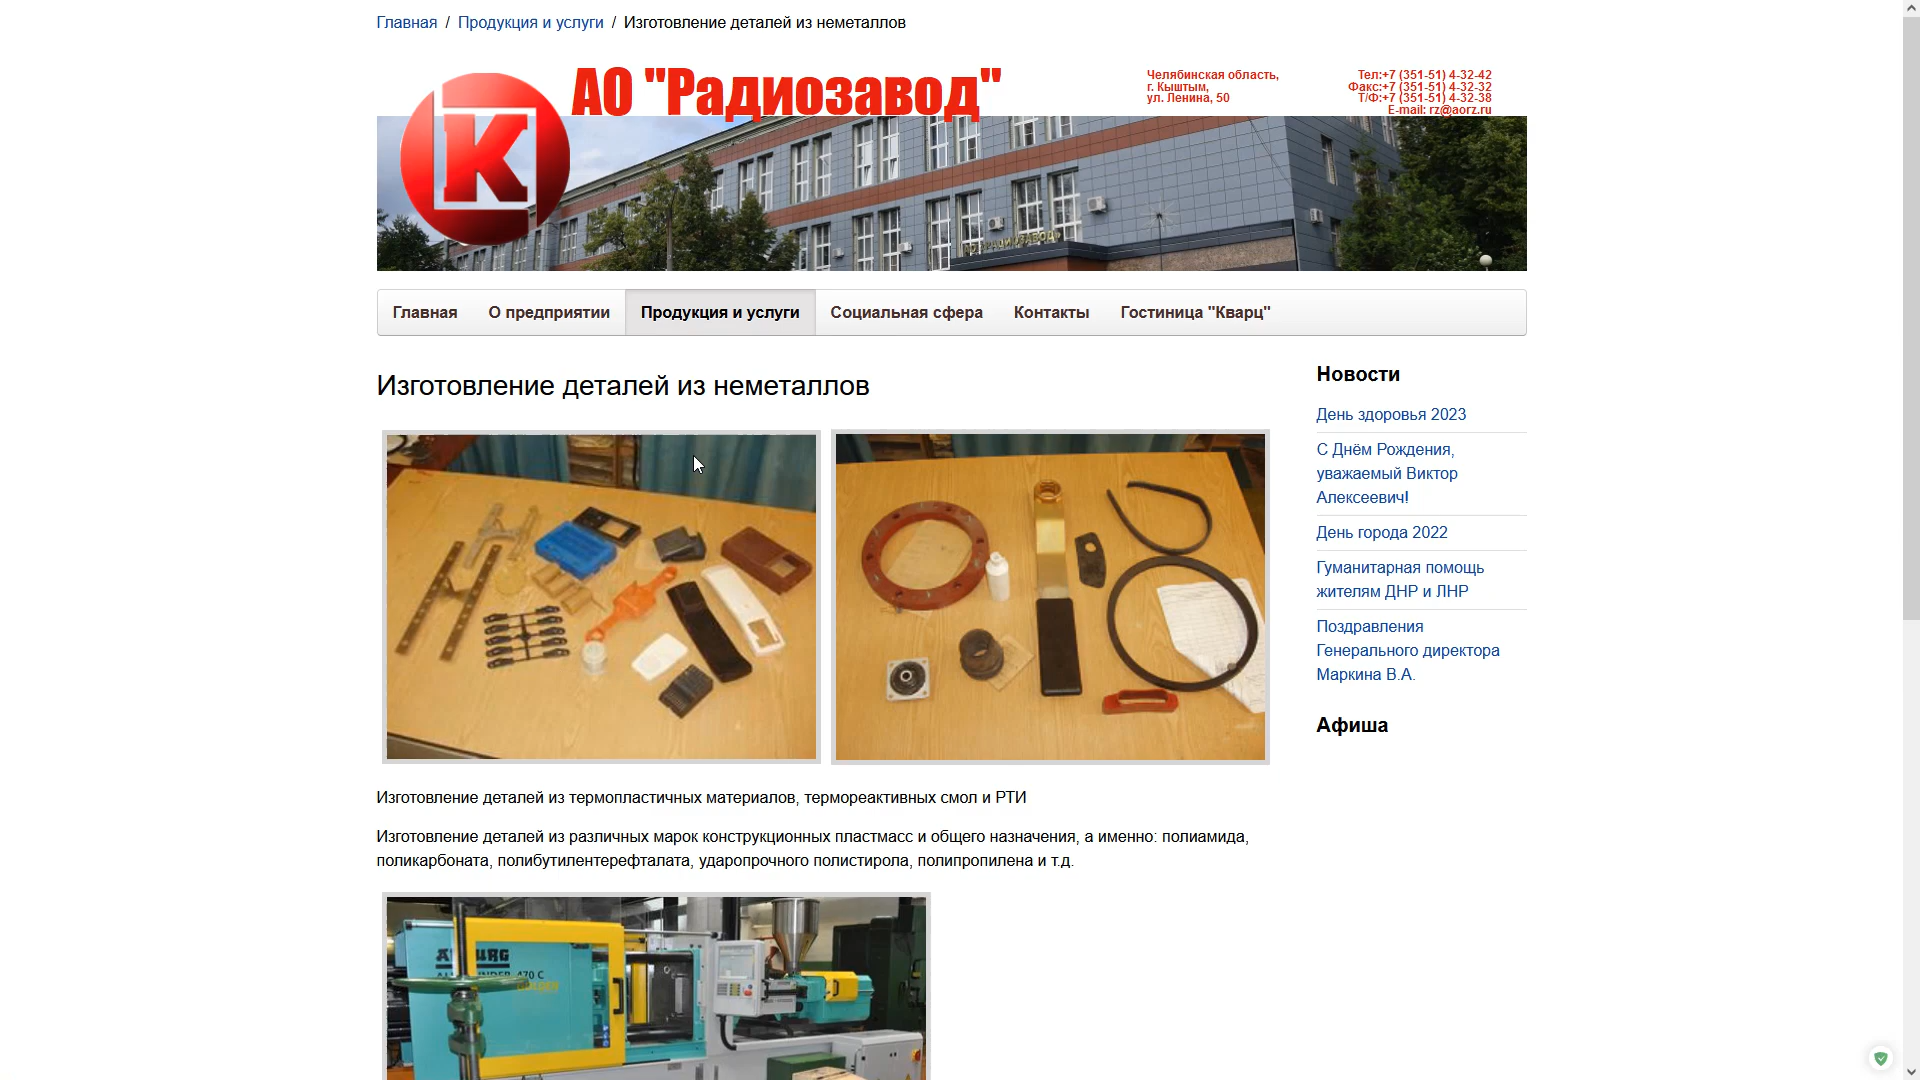 Главная / Продукция и услуги / Изготовление деталей из неметаллов
АО "Радиозавод"
Челябинская область,
г. Кыштым,
ул. Ленина, 50
Тел:+7 (351-51) 4-32-42
Факс:+7 (351-51) 4-32-32
Т/Ф:+7 (351-51) 4-32-38
E-mail: rz@aorz.ru
К
Главная О предприятии Продукция и услуги Социальная сфера Контакты Гостиница "Кварц"
Изготовление деталей из неметаллов
Изготовление деталей из термопластичных материалов, термореактивных смол и РТИ
Изготовление деталей из различных марок конструкционных пластмасс и общего назначения, а именно: полиамида,
поликарбоната, полибутилентерефталата, ударопрочного полистирола, полипропилена и т.д.
470 C
Новости
День здоровья 2023
С Днём Рождения,
уважаемый Виктор
Алексеевич!
День города 2022
Гуманитарная помощь
жителям ДНР и ЛНР
Поздравления
Генерального директора
Маркина В.А.
Афиша